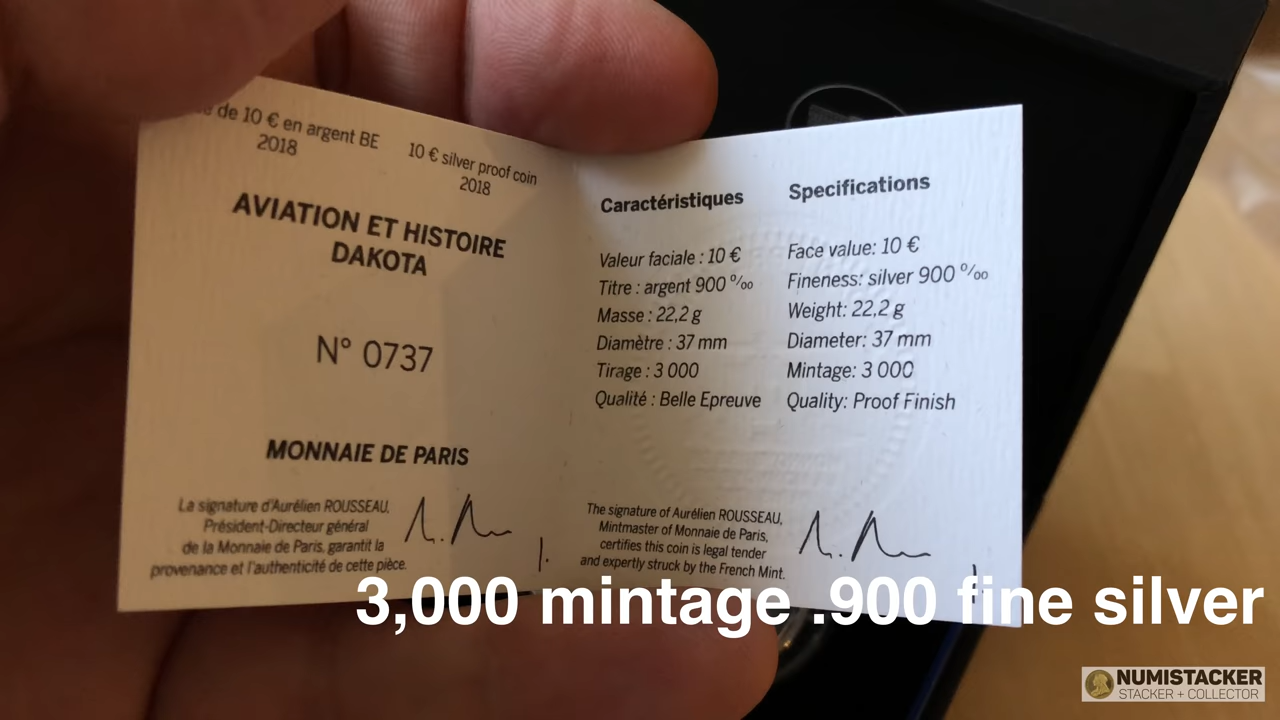 de 10 € en argent BE
2018
10 € silver proof coin
2018
AVIATION ET HISTOIRE
DAKOTA
N° 0737
MONNAIE DE PARIS
La signature d'Aurélien ROUSSEAU,
Président-Directeur général
de la Monnaie de Paris, garantit la
provenance et l'authenticité de cette pièce.
Caractéristiques
Valeur faciale : 10 €
Titre : argent 900 ‰
Masse : 22,2 g
Diamètre : 37 mm
Tirage : 3 000
Qualité : Belle Epreuve
Specifications
Face value: 10 €
Fineness: silver 900 ‰
Weight: 22,2 g
Diameter: 37 mm
Mintage: 3 000
Quality: Proof Finish
The signature of Aurélien ROUSSEAU,
Mintmaster of Monnaie de Paris,
certifies this coin is legal tender
and expertly struck by the French Mint.
3,000 mintage .900 fine silver
NUMISTACKER
STACKER + COLLECTOR